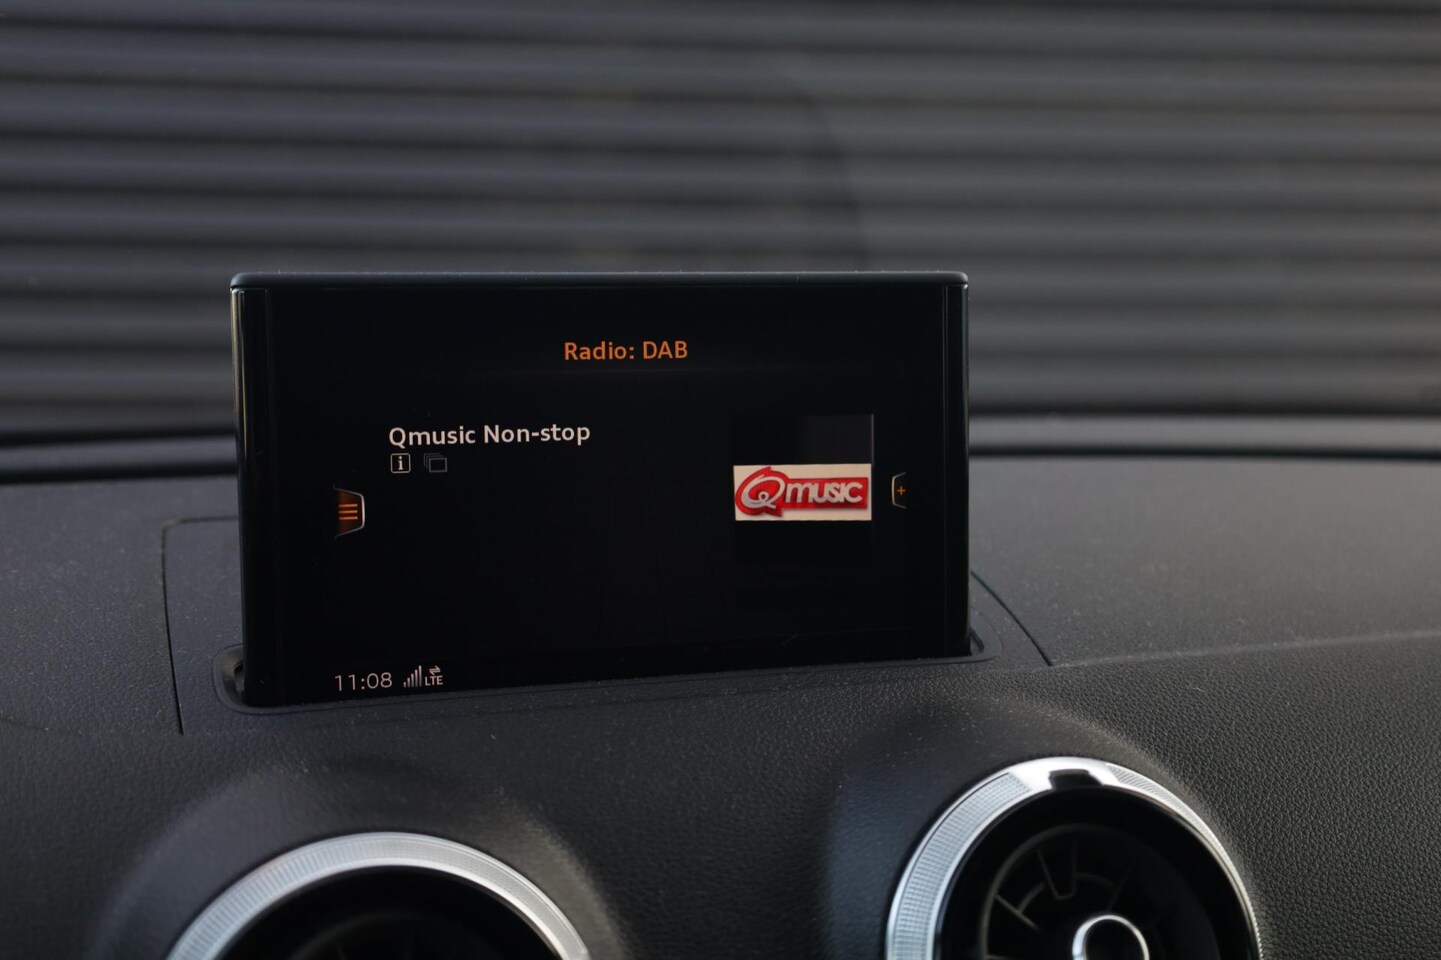 Radio: DAB
Qmusic Non-stop
i
Qmusic
+
11:08 LTE